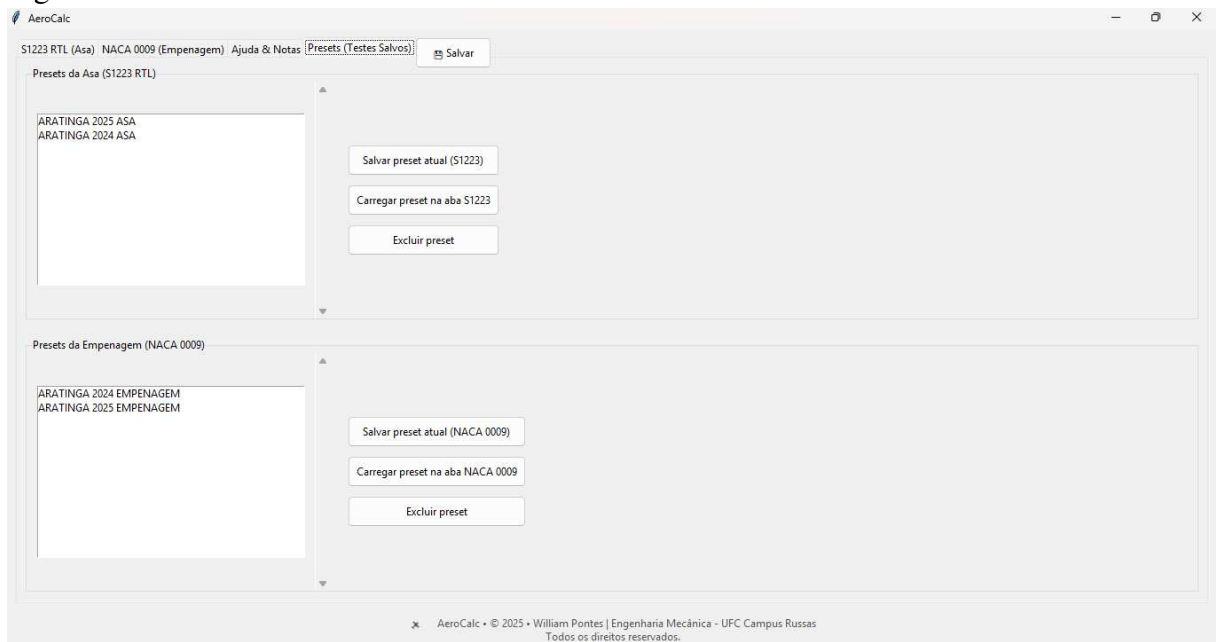 AeroCalc
S1223 RTL (Asa) NACA 0009 (Empenagem) Ajuda & Notas Presets (Testes Salvos) Salvar
Presets da Asa (S1223 RTL)
ARATINGA 2025 ASA
ARATINGA 2024 ASA
Salvar preset atual (S1223)
Carregar preset na aba S1223
Excluir preset
Presets da Empenagem (NACA 0009)
ARATINGA 2024 EMPENAGEM
ARATINGA 2025 EMPENAGEM
Salvar preset atual (NACA 0009)
Carregar preset na aba NACA 0009
Excluir preset
AeroCalc • © 2025 • William Pontes | Engenharia Mecânica - UFC Campus Russas
Todos os direitos reservados.